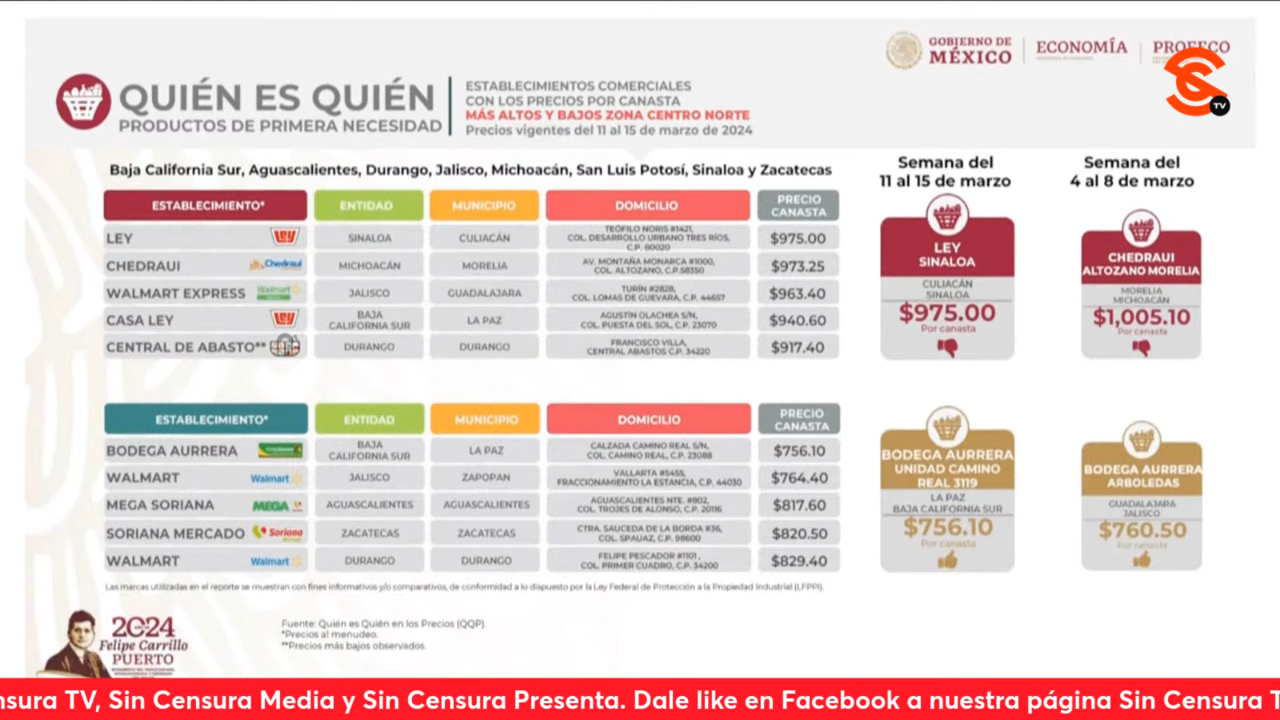 GOBIERNO DE
MÉXICO
ECONOMÍA
PROFECO
TV
QUIÉN ES QUIÉN
PRODUCTOS DE PRIMERA NECESIDAD
ESTABLECIMIENTOS COMERCIALES
CON LOS PRECIOS POR CANASTA
MÁS ALTOS Y BAJOS ZONA CENTRO NORTE
Precios vigentes del 11 al 15 de marzo de 2024
Baja California Sur, Aguascalientes, Durango, Jalisco, Michoacán, San Luis Potosí, Sinaloa y Zacatecas
ESTABLECIMIENTO* ENTIDAD MUNICIPIO DOMICILIO PRECIO CANASTA
LEY LEY SINALOA CULIACÁN TEÓFILO NORIS #1421, COL. DESARROLLO URBANO TRES RÍOS, C.P. 80020 $975.00
CHEDRAUI Chedraui MICHOACÁN MORELIA AV. MONTAÑA MONARCA #1000, COL. ALTOZANO, C.P.58350 $973.25
WALMART EXPRESS Walmart JALISCO GUADALAJARA TURÍN #2828, COL. LOMAS DE GUEVARA, C.P. 44657 $963.40
CASA LEY LEY BAJA CALIFORNIA SUR LA PAZ AGUSTÍN OLACHEA S/N, COL. PUESTA DEL SOL, C.P. 23070 $940.60
CENTRAL DE ABASTO** DURANGO DURANGO FRANCISCO VILLA, CENTRAL ABASTOS C.P. 34220 $917.40
Semana del
11 al 15 de marzo
LEY
SINALOA
CULIACÁN
SINALOA
$975.00
Por canasta
Semana del
4 al 8 de marzo
CHEDRAUI
ALTOZANO MORELIA
MORELIA
MICHOACÁN
$1,005.10
Por canasta
ESTABLECIMIENTO* ENTIDAD MUNICIPIO DOMICILIO PRECIO CANASTA
BODEGA AURRERA BAJA CALIFORNIA SUR LA PAZ CALZADA CAMINO REAL S/N, COL. CAMINO REAL, C.P. 23088 $756.10
WALMART Walmart JALISCO ZAPOPAN VALLARTA #5455, FRACCIONAMIENTO LA ESTANCIA, C.P. 44030 $764.40
MEGA SORIANA MEGA AGUASCALIENTES AGUASCALIENTES AGUASCALIENTES NTE. #802, COL. TROJES DE ALONSO, C.P. 20116 $817.60
SORIANA MERCADO Soriana ZACATECAS ZACATECAS CTRA. SAUCEDA DE LA BORDA #36, COL. SPAUAZ, C.P. 98600 $820.50
WALMART Walmart DURANGO DURANGO FELIPE PESCADOR #1101, COL. PRIMER CUADRO, C.P. 34200 $829.40
BODEGA AURRERA
UNIDAD CAMINO
REAL 3119
LA PAZ
BAJA CALIFORNIA SUR
$756.10
Por canasta
BODEGA AURRERA
ARBOLEDAS
GUADALAJARA
JALISCO
$760.50
Por canasta
Las marcas utilizadas en el reporte se muestran con fines informativos y/o comparativos, de conformidad a lo dispuesto por la Ley Federal de Protección a la Propiedad Industrial (LFPPI).
2024
Felipe Carrillo
PUERTO
Fuente: Quién es Quién en los Precios (QQP).
*Precios al menudeo.
**Precios más bajos observados.
nsura TV, Sin Censura Media y Sin Censura Presenta. Dale like en Facebook a nuestra página Sin Censura T